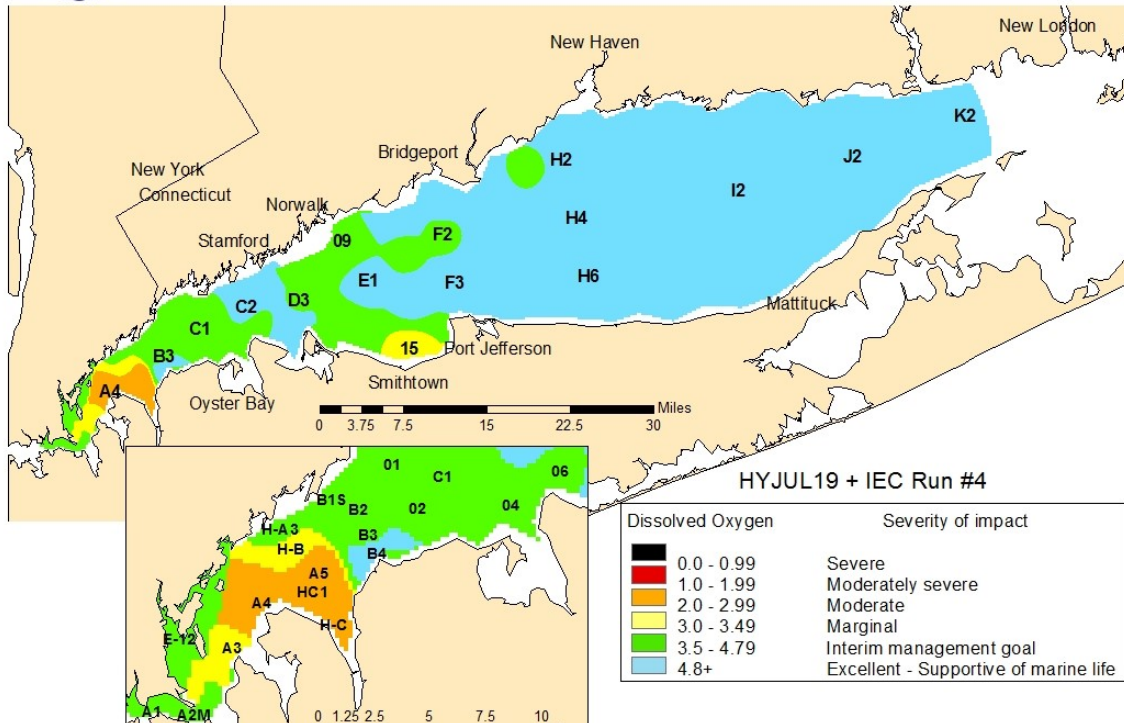 New London
New Haven
K2
Bridgeport
H2
J2
New York
Connecticut
I2
Norwalk
H4
09
F2
Stamford
E1
F3
H6
D3
C2
Mattituck
C1
15
Port Jefferson
B3
Smithtown
A4
Oyster Bay
Miles
0 3.75 7.5 15 22.5 30
HYJUL19 + IEC Run #4
01
C1
06
B1S
B2
02
04
H-A3
B3
H-B
B4
A5
HC1
A4
H-C
E-12
A3
A1
A2M
0 1.25 2.5 5 7.5 10
Dissolved Oxygen Severity of impact
0.0 - 0.99 Severe
1.0 - 1.99 Moderately severe
2.0 - 2.99 Moderate
3.0 - 3.49 Marginal
3.5 - 4.79 Interim management goal
4.8+ Excellent - Supportive of marine life